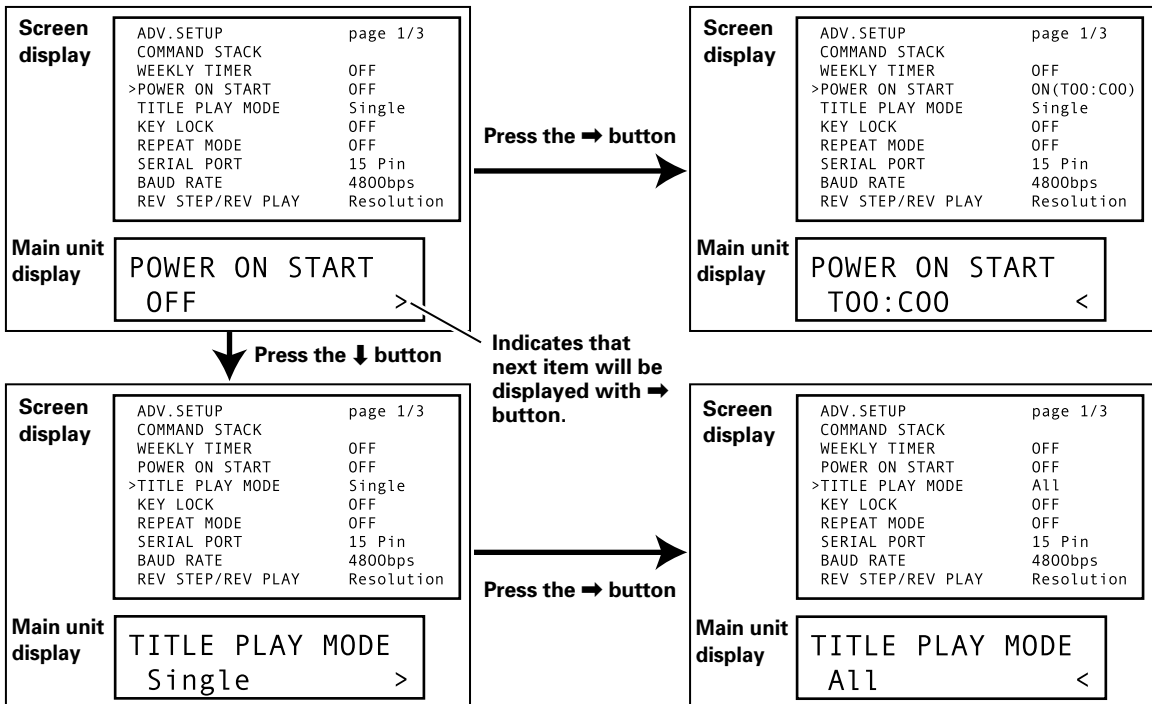 Screen display
ADV.SETUP page 1/3
COMMAND STACK
WEEKLY TIMER OFF
>POWER ON START OFF
TITLE PLAY MODE Single
KEY LOCK OFF
REPEAT MODE OFF
SERIAL PORT 15 Pin
BAUD RATE 4800bps
REV STEP/REV PLAY Resolution
Main unit display
POWER ON START
OFF >
Press the ➡ button
Screen display
ADV.SETUP page 1/3
COMMAND STACK
WEEKLY TIMER OFF
>POWER ON START ON(T00:C00)
TITLE PLAY MODE Single
KEY LOCK OFF
REPEAT MODE OFF
SERIAL PORT 15 Pin
BAUD RATE 4800bps
REV STEP/REV PLAY Resolution
Main unit display
POWER ON START
T00:C00 <
Indicates that
next item will be
displayed with ➡
button.
Press the ⬇ button
Screen display
ADV.SETUP page 1/3
COMMAND STACK
WEEKLY TIMER OFF
POWER ON START OFF
>TITLE PLAY MODE Single
KEY LOCK OFF
REPEAT MODE OFF
SERIAL PORT 15 Pin
BAUD RATE 4800bps
REV STEP/REV PLAY Resolution
Main unit display
TITLE PLAY MODE
Single >
Press the ➡ button
Screen display
ADV.SETUP page 1/3
COMMAND STACK
WEEKLY TIMER OFF
POWER ON START OFF
>TITLE PLAY MODE All
KEY LOCK OFF
REPEAT MODE OFF
SERIAL PORT 15 Pin
BAUD RATE 4800bps
REV STEP/REV PLAY Resolution
Main unit display
TITLE PLAY MODE
All <